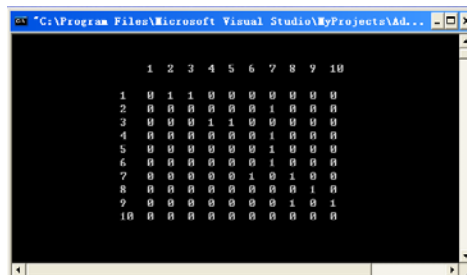 "C:\Program Files\Microsoft Visual Studio\MyProjects\Ad...
1 2 3 4 5 6 7 8 9 10
1 0 1 1 0 0 0 0 0 0 0
2 0 0 0 0 0 0 1 0 0 0
3 0 0 0 1 1 0 0 0 0 0
4 0 0 0 0 0 0 1 0 0 0
5 0 0 0 0 0 0 1 0 0 0
6 0 0 0 0 0 0 1 0 0 0
7 0 0 0 0 0 1 0 1 0 0
8 0 0 0 0 0 0 0 0 1 0
9 0 0 0 0 0 0 0 1 0 1
10 0 0 0 0 0 0 0 0 0 0